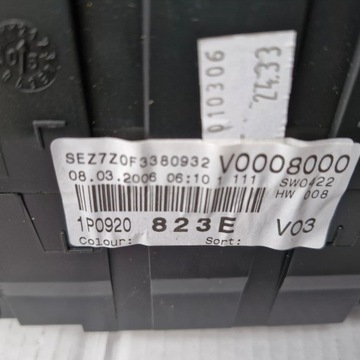 010306
24.33
SEZ7Z0F3380932 V0008000
08.03.2006 06:10 1 111 SW0422
HW 008
1P0920 823E V03
Colour: Sort: